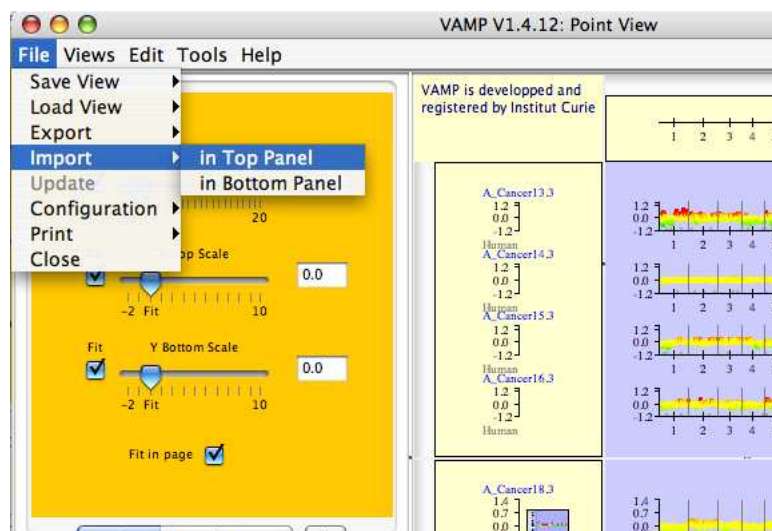 VAMP V1.4.12: Point View
File Views Edit Tools Help
Save View
Load View
Export
Import
Update
Configuration
Print
Close
in Top Panel
in Bottom Panel
20
op Scale
0.0
-2 Fit 10
Fit Y Bottom Scale
0.0
-2 Fit 10
Fit in page
VAMP is developped and
registered by Institut Curie
1 2 3 4
A_Cancer13.3
1.2
0.0
-1.2
Human
1.2
0.0
-1.2
1 2 3 4
A_Cancer14.3
1.2
0.0
-1.2
Human
1.2
0.0
-1.2
1 2 3 4
A_Cancer15.3
1.2
0.0
-1.2
Human
1.2
0.0
-1.2
1 2 3 4
A_Cancer16.3
1.2
0.0
-1.2
Human
1.2
0.0
-1.2
1 2 3 4
A_Cancer18.3
1.4
0.7
0.0
1.4
0.7
0.0